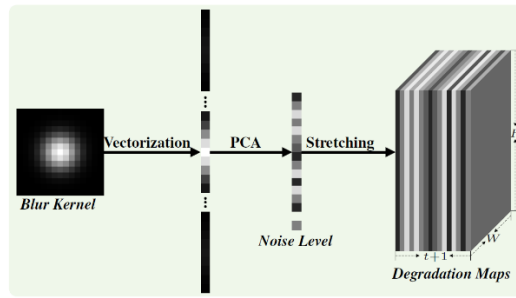 Vectorization
PCA
Stretching
Blur Kernel
Noise Level
W
t+1
Degradation Maps